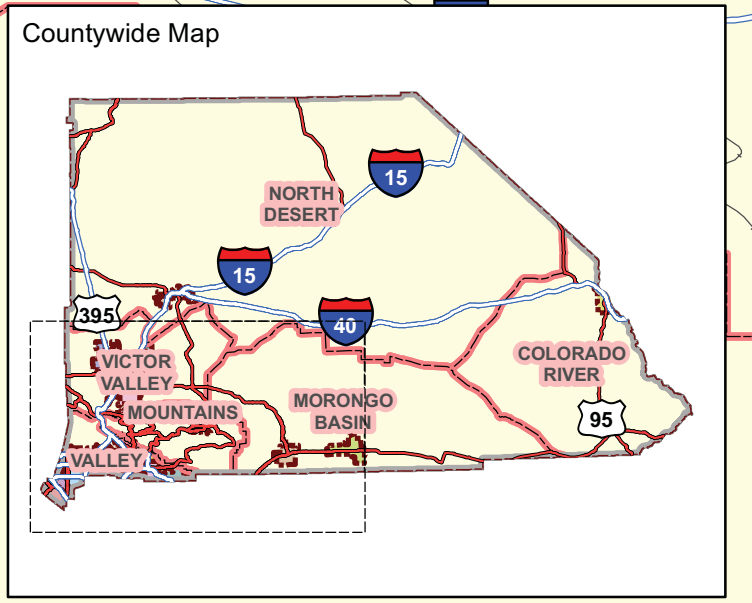 Countywide Map
15
NORTH
DESERT
15
395
40
VICTOR
VALLEY
COLORADO
RIVER
MOUNTAINS
MORONGO
BASIN
95
VALLEY